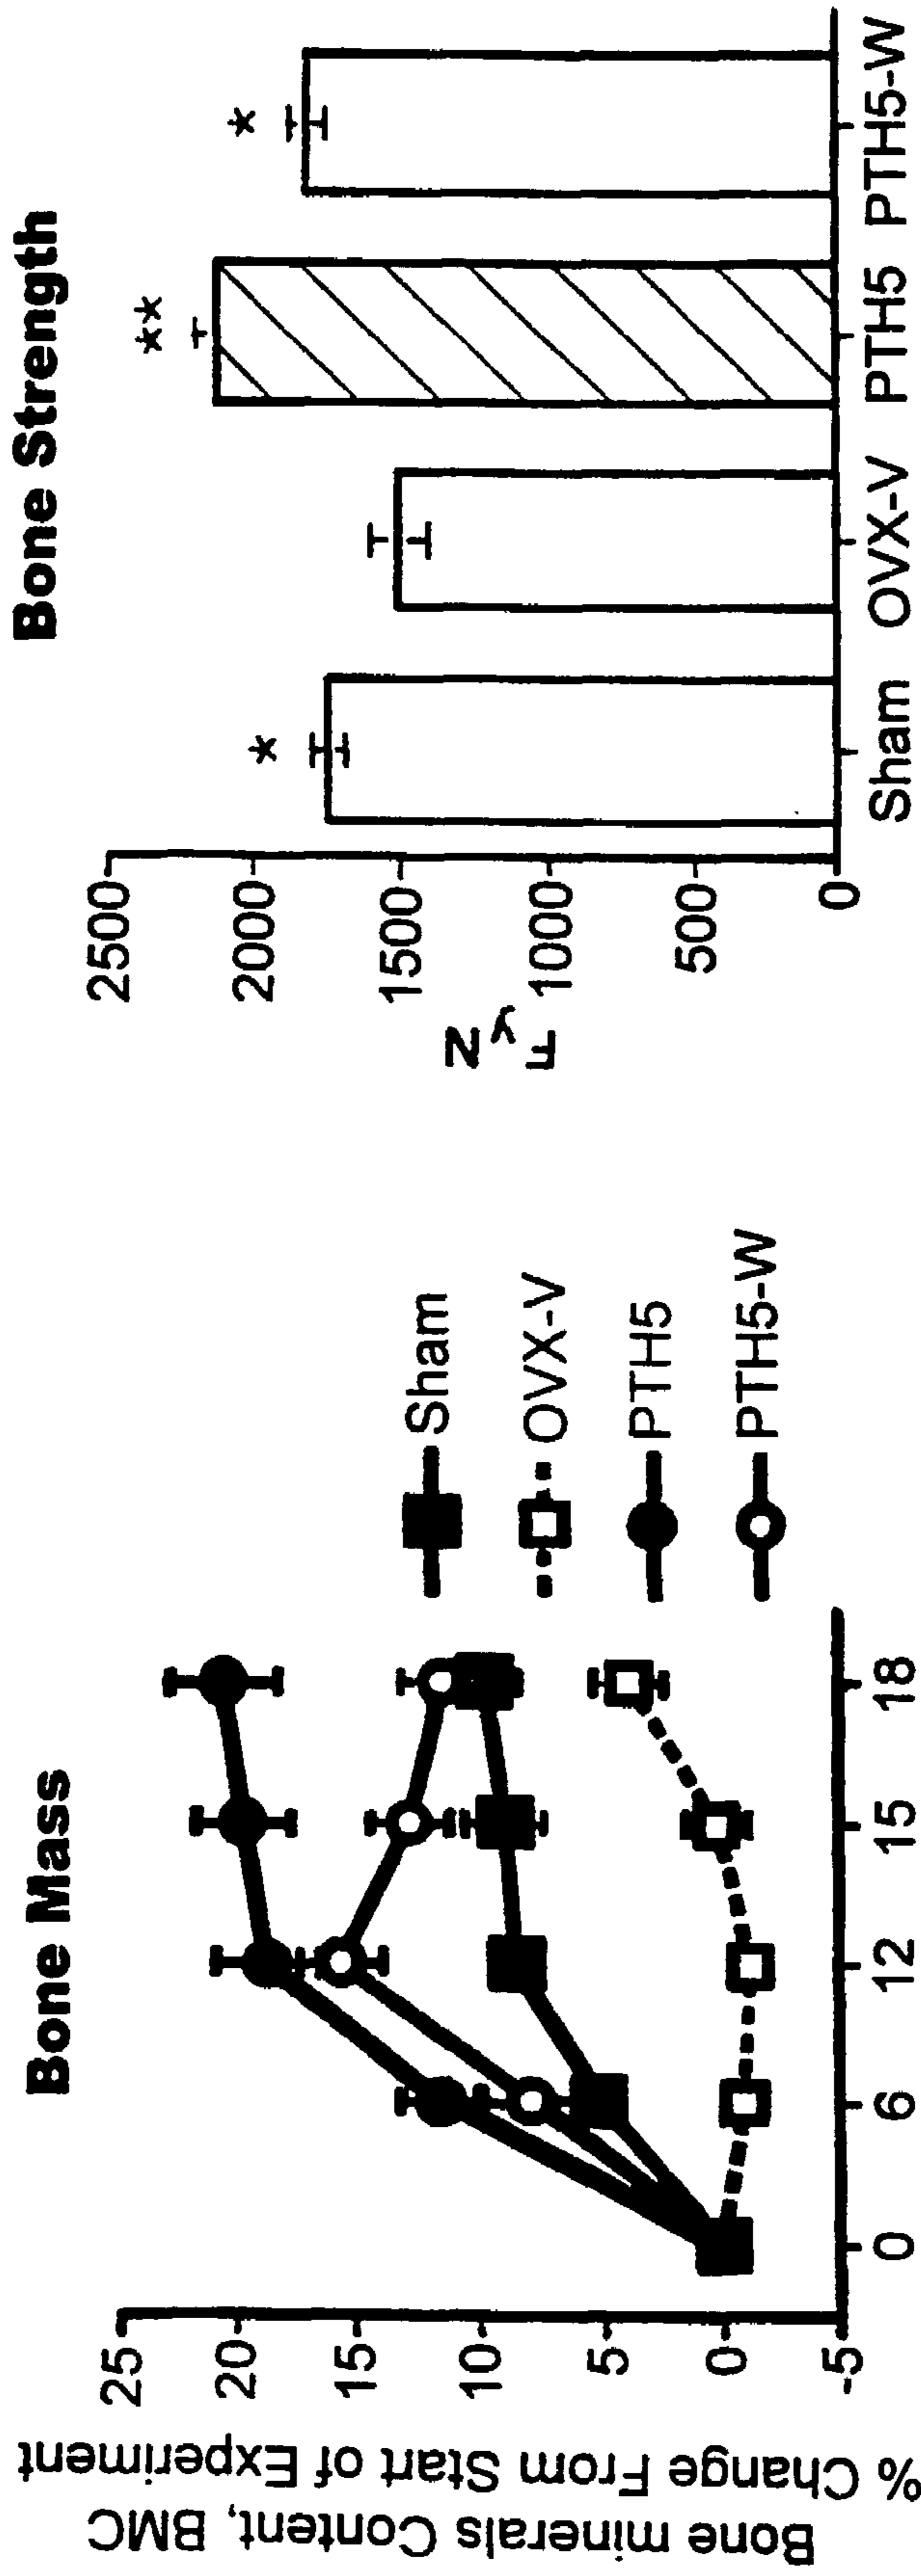 Bone Mass
Bone minerals Content, BMC
% Change From Start of Experiment
25
20
15
10
5
0
-5
0 6 12 15 18
Sham
OVX-V
PTH5
PTH5-W
Bone Strength
F y N
2500
2000
1500
1000
500
0
*
**
*
Sham OVX-V PTH5 PTH5-W